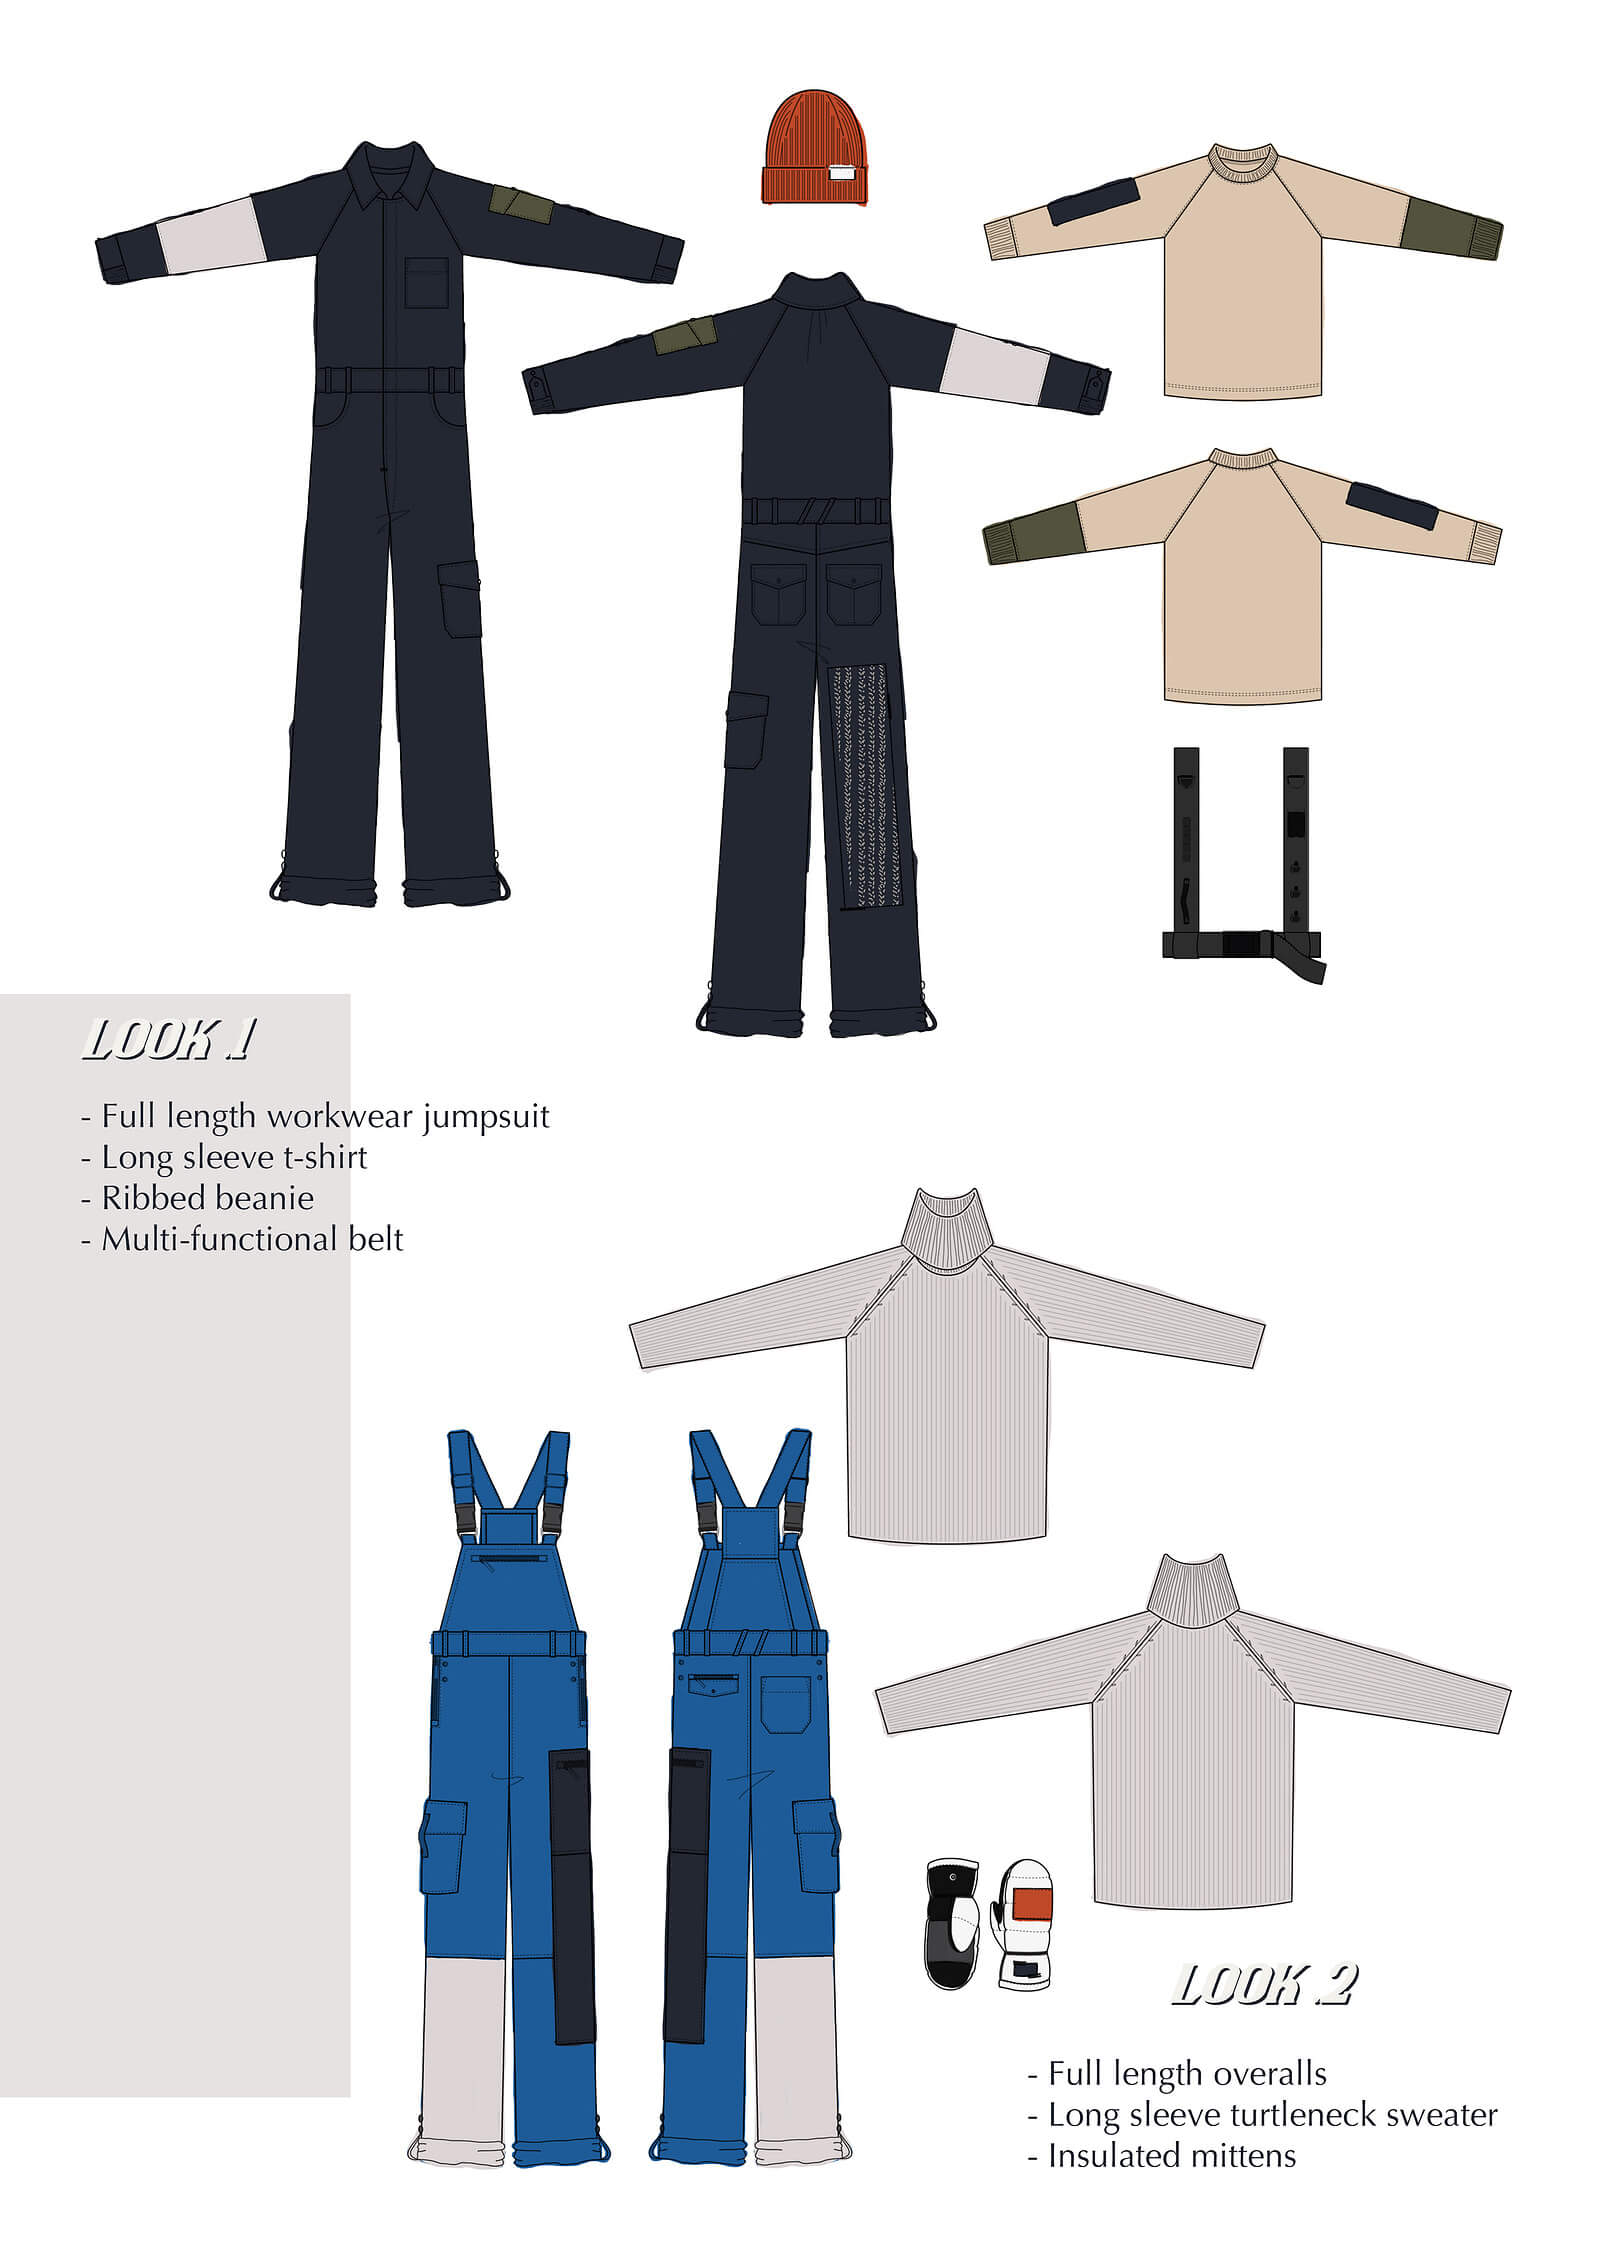 LOOK .1
- Full length workwear jumpsuit
- Long sleeve t-shirt
- Ribbed beanie
- Multi-functional belt
LOOK .2
- Full length overalls
- Long sleeve turtleneck sweater
- Insulated mittens